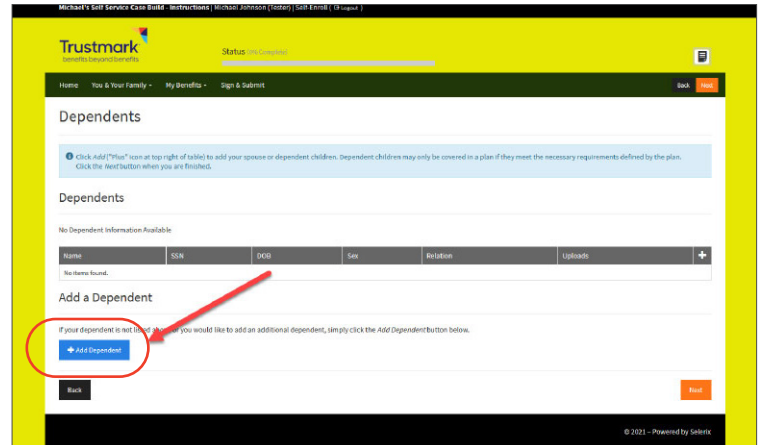 Michael's Self Service Case Build - Instructions | Michael Johnson (Tester) | Self-Enroll ( Logout )
Trustmark
benefits beyond benefits
Status (0% Complete)
Home You & Your Family My Benefits Sign & Submit Back Next
Dependents
Click Add ("Plus" icon at top right of table) to add your spouse or dependent children. Dependent children may only be covered in a plan if they meet the necessary requirements defined by the plan.
Click the Next button when you are finished.
Dependents
No Dependent Information Available
Name SSN DOB Sex Relation Uploads +
No items found.
Add a Dependent
If your dependent is not listed above or you would like to add an additional dependent, simply click the Add Dependent button below.
+ Add Dependent
Back Next
© 2021 - Powered by Selerix